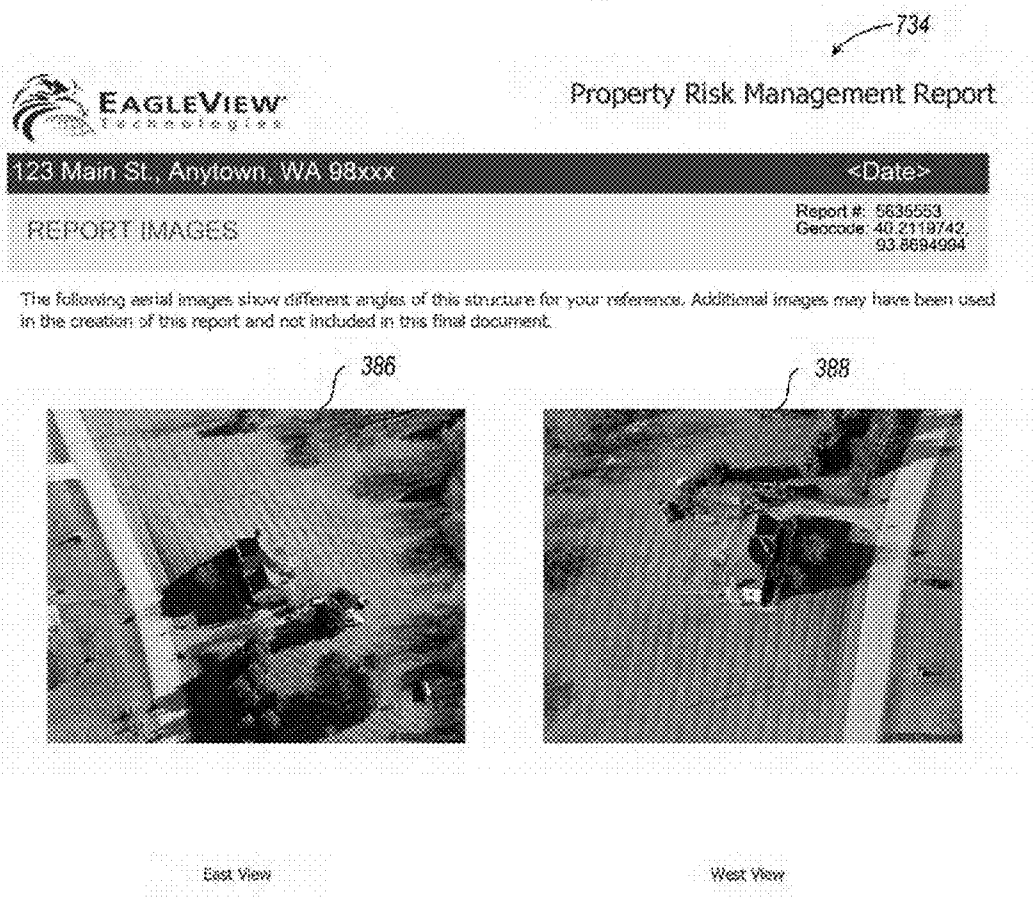 734
EAGLEVIEW
Technologies
Property Risk Management Report
123 Main St., Anytown, WA 98xxx
<Date>
REPORT IMAGES
Report #: 5635553
Geocode: 40.2119742,
93.8694994
The following aerial images show different angles of this structure for your reference. Additional images may have been used
in the creation of this report and not included in this final document.
386
388
East View
West View